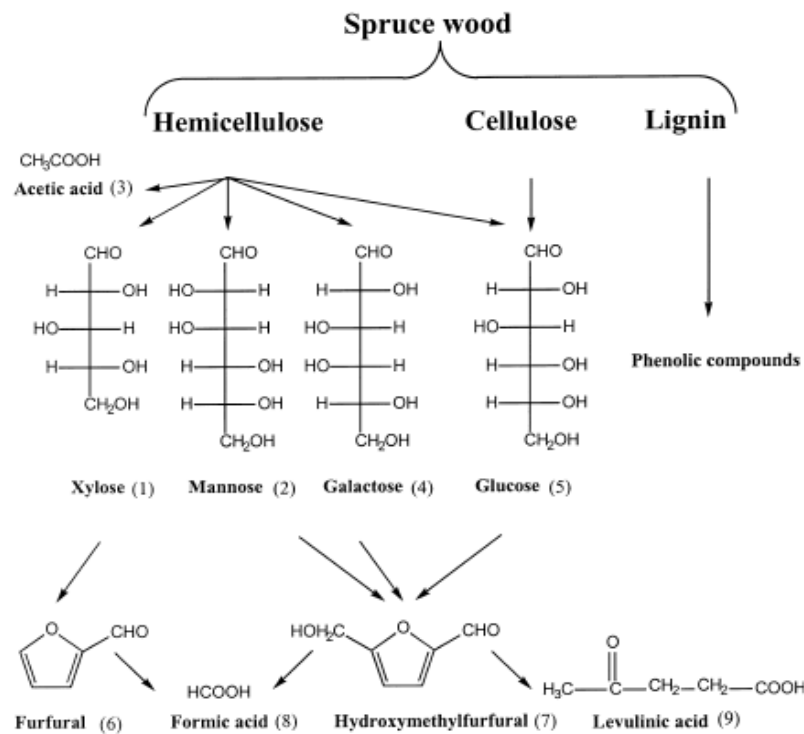 Spruce wood
Hemicellulose Cellulose Lignin
CH₃COOH
Acetic acid (3)
CHO CHO CHO CHO
H OH HO H H OH H OH
HO H HO H HO H HO H
H OH H OH HO H H OH
CH₂OH H OH H OH H OH
CH₂OH CH₂OH CH₂OH
Phenolic compounds
Xylose (1) Mannose (2) Galactose (4) Glucose (5)
O CHO HOH₂C O CHO O
HCOOH H₃C—C—CH₂—CH₂—COOH
Furfural (6) Formic acid (8) Hydroxymethylfurfural (7) Levulinic acid (9)